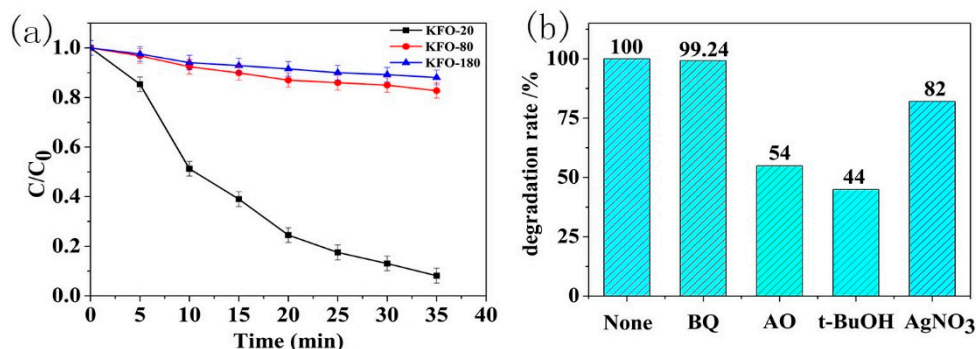 (a)
KFO-20
KFO-80
KFO-180
1.0
0.8
0.6
0.4
0.2
0.0
C/C0
0 5 10 15 20 25 30 35 40
Time (min)
(b)
100
75
50
25
0
degradation rate /%
100
99.24
54
44
82
None BQ AO t-BuOH AgNO3